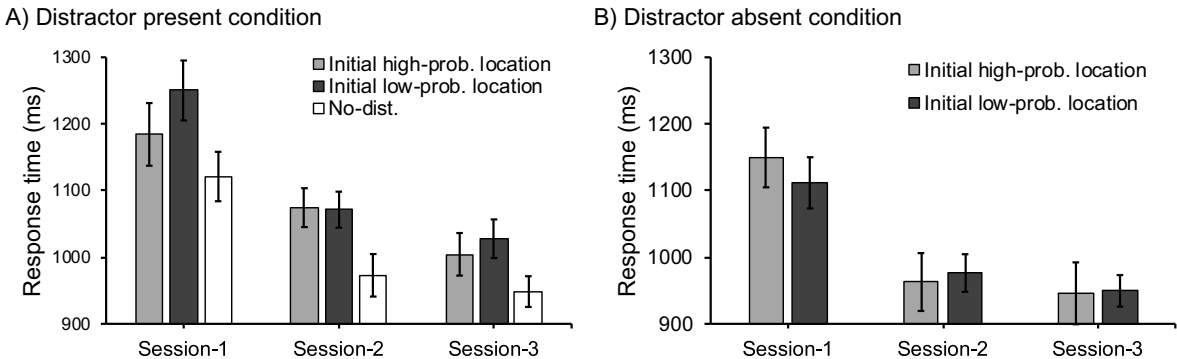 A) Distractor present condition
Response time (ms)
1300
1200
1100
1000
900
Initial high-prob. location
Initial low-prob. location
No-dist.
Session-1
Session-2
Session-3
B) Distractor absent condition
Response time (ms)
1300
1200
1100
1000
900
Initial high-prob. location
Initial low-prob. location
Session-1
Session-2
Session-3